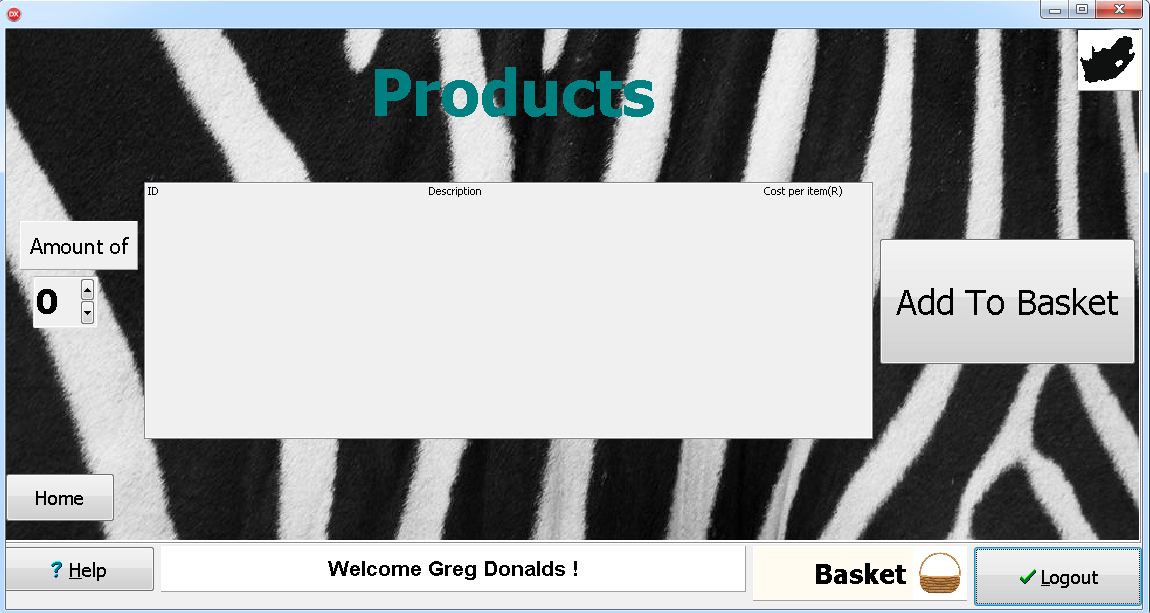 DX
Products
ID Description Cost per item(R)
Amount of
0
Add To Basket
Home
? Help
Welcome Greg Donalds !
Basket
Logout